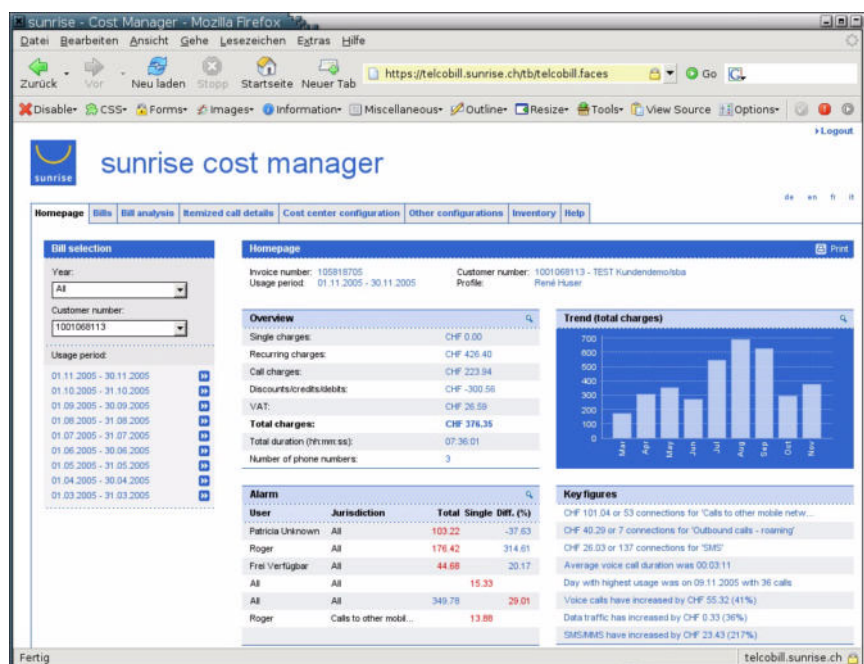 sunrise - Cost Manager - Mozilla Firefox
Datei Bearbeiten Ansicht Gehe Lesezeichen Extras Hilfe
Zurück Vor Neu laden Stopp Startseite Neuer Tab https://telcobill.sunrise.ch/tb/telcobill.faces Go
Disable CSS Forms Images Information Miscellaneous Outline Resize Tools View Source Options
Logout
sunrise
sunrise cost manager
de en fr it
Homepage Bills Bill analysis Itemized call details Cost center configuration Other configurations Inventory Help
Bill selection
Year:
All
Customer number:
1001068113
Usage period:
01.11.2005 - 30.11.2005
01.10.2005 - 31.10.2005
01.09.2005 - 30.09.2005
01.08.2005 - 31.08.2005
01.07.2005 - 31.07.2005
01.06.2005 - 30.06.2005
01.05.2005 - 31.05.2005
01.04.2005 - 30.04.2005
01.03.2005 - 31.03.2005
Homepage Print
Invoice number: 105818705 Customer number: 1001068113 - TEST Kundendemo/sba
Usage period: 01.11.2005 - 30.11.2005 Profile: René Huser
Overview
Single charges: CHF 0.00
Recurring charges: CHF 426.40
Call charges: CHF 223.94
Discounts/credits/debits: CHF -300.56
VAT: CHF 26.59
Total charges: CHF 376.35
Total duration (hh:mm:ss): 07:36:01
Number of phone numbers: 3
Trend (total charges)
700
600
500
400
300
200
100
0
Mar Apr May Jun Jul Aug Sep Oct Nov
Alarm
User Jurisdiction Total Single Diff. (%)
Patricia Unknown All 103.22 -37.63
Roger All 176.42 314.61
Frei Verfügbar All 44.68 20.17
All All 15.33
All All 349.78 29.01
Roger Calls to other mobil... 13.88
Key figures
CHF 101.04 or 53 connections for 'Calls to other mobile netw...
CHF 40.29 or 7 connections for 'Outbound calls - roaming'
CHF 26.03 or 137 connections for 'SMS'
Average voice call duration was 00:03:11
Day with highest usage was on 09.11.2005 with 36 calls
Voice calls have increased by CHF 55.32 (41%)
Data traffic has increased by CHF 0.33 (36%)
SMS/MMS have increased by CHF 23.43 (217%)
Fertig telcobill.sunrise.ch